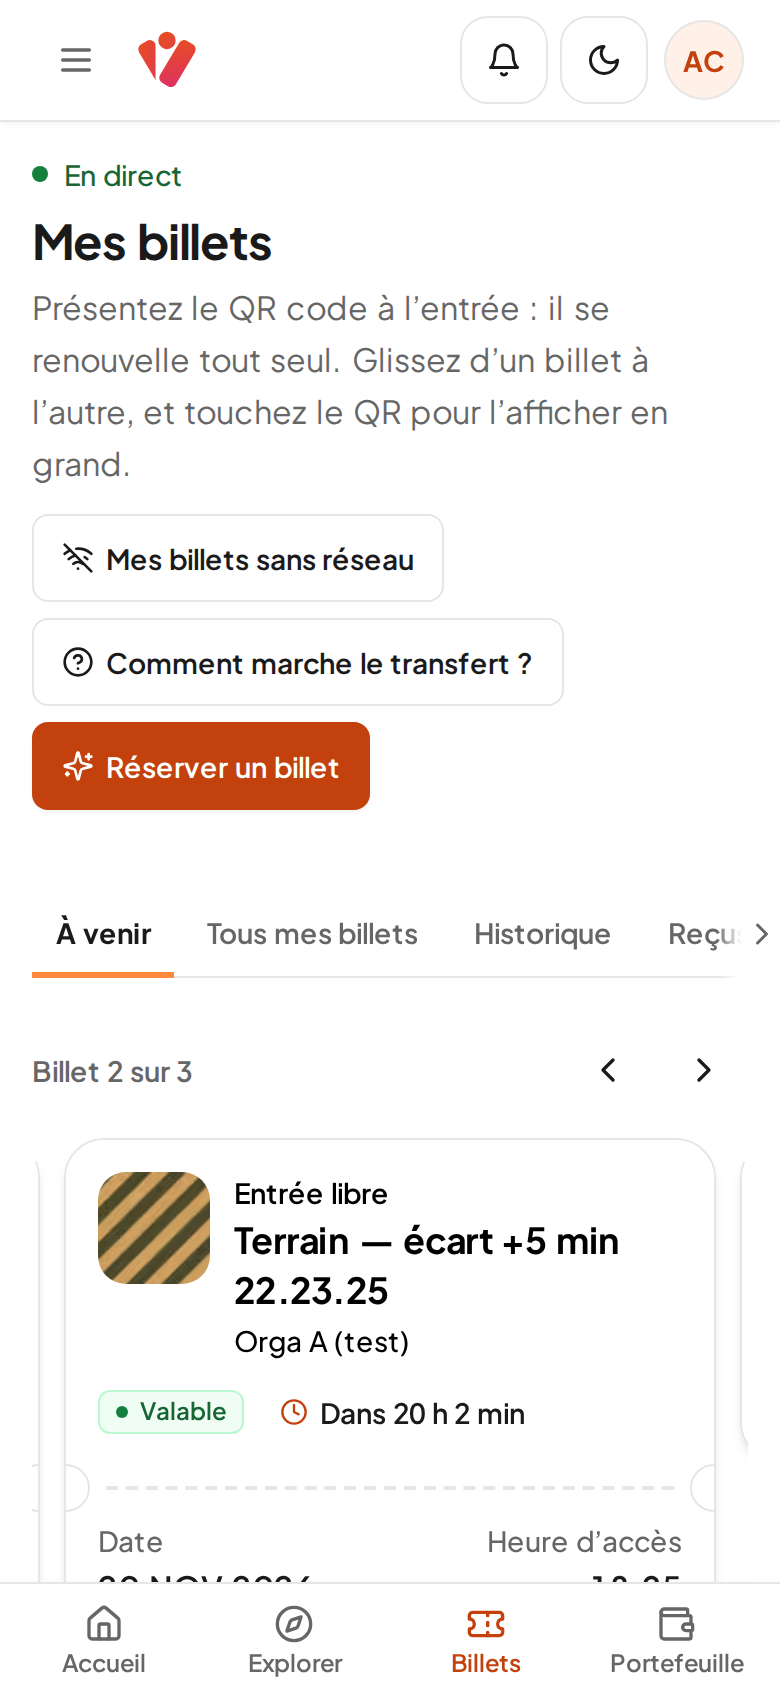 AC
En direct
Mes billets
Présentez le QR code à l’entrée : il se
renouvelle tout seul. Glissez d’un billet à
l’autre, et touchez le QR pour l’afficher en
grand.
Mes billets sans réseau
Comment marche le transfert ?
Réserver un billet
À venir
Tous mes billets
Historique
Reçus
Billet 2 sur 3
Entrée libre
Terrain — écart +5 min
22.23.25
Orga A (test)
Valable
Dans 20 h 2 min
Date
Heure d’accès
Accueil
Explorer
Billets
Portefeuille